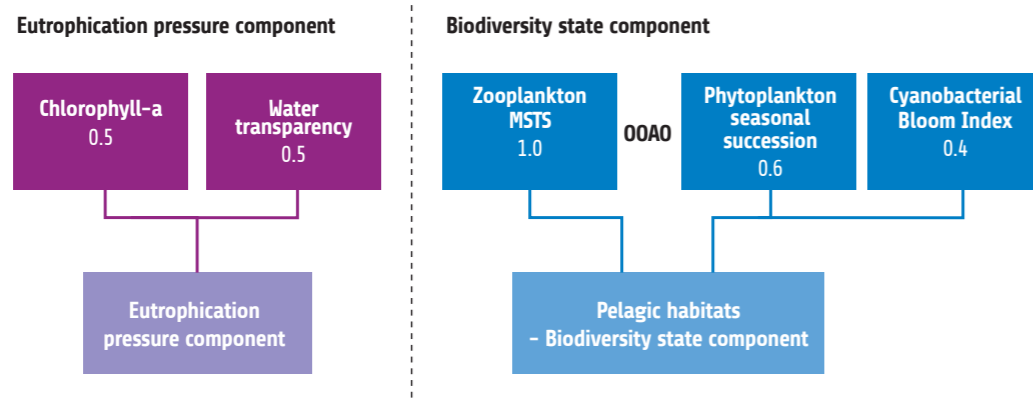 Eutrophication pressure component
Biodiversity state component
Chlorophyll-a
0.5
Water
transparency
0.5
Zooplankton
MSTS
1.0
OOAO
Phytoplankton
seasonal
succession
0.6
Cyanobacterial
Bloom Index
0.4
Eutrophication
pressure component
Pelagic habitats
- Biodiversity state component